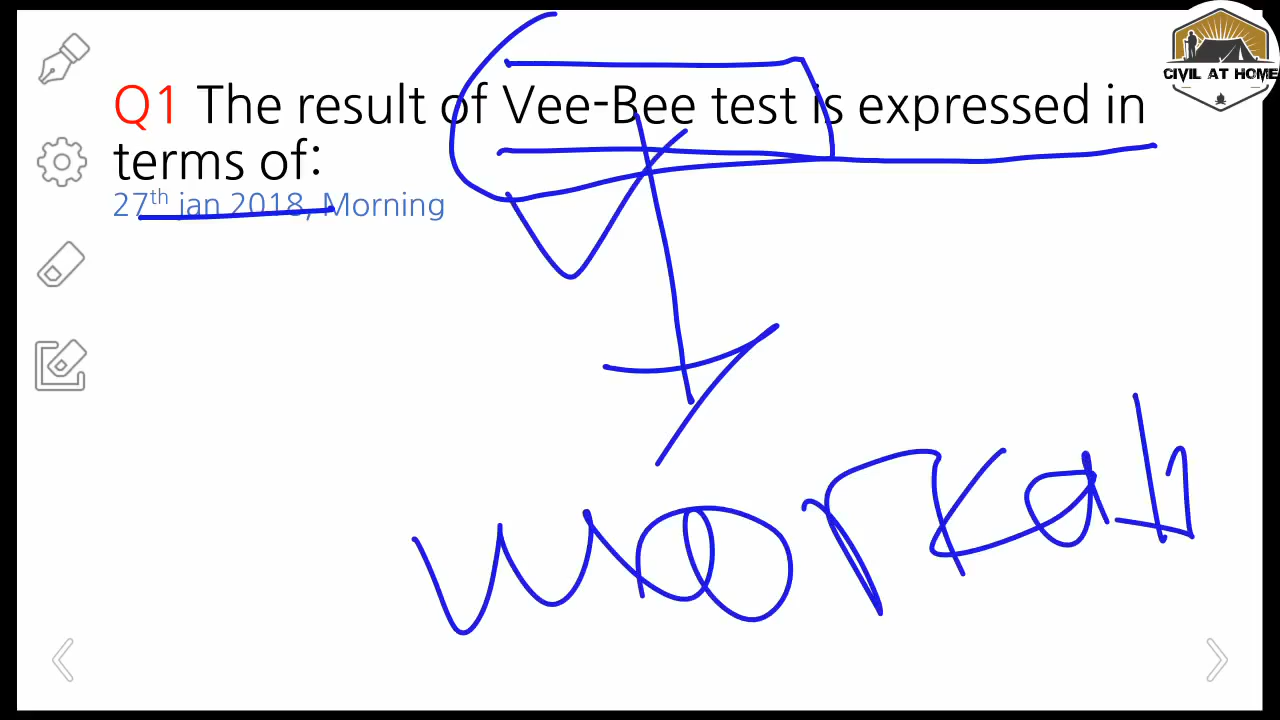 CIVIL AT HOME
Q1 The result of Vee-Bee test is expressed in
terms of:
27th jan 2018, Morning
workab